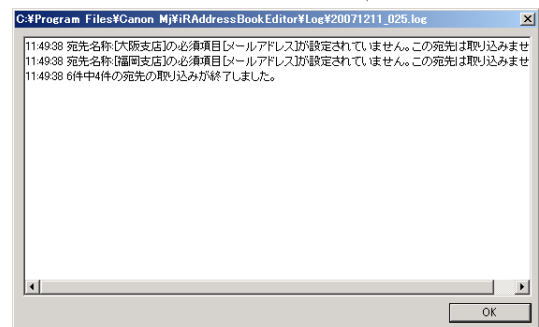 C:¥Program Files¥Canon Mj¥iRAddressBookEditor¥Log¥20071211_025.log
11:49:38 宛先名称:[大阪支店]の必須項目[メールアドレス]が設定されていません。この宛先は取り込みませ
11:49:38 宛先名称:[福岡支店]の必須項目[メールアドレス]が設定されていません。この宛先は取り込みませ
11:49:38 6件中4件の宛先の取り込みが終了しました。
OK